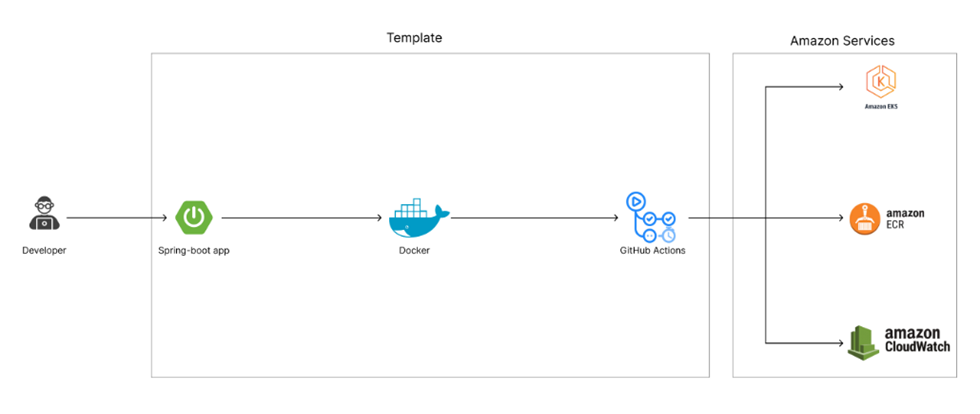 Template
Amazon Services
Amazon EKS
Developer
Spring-boot app
Docker
GitHub Actions
amazon
ECR
amazon
CloudWatch